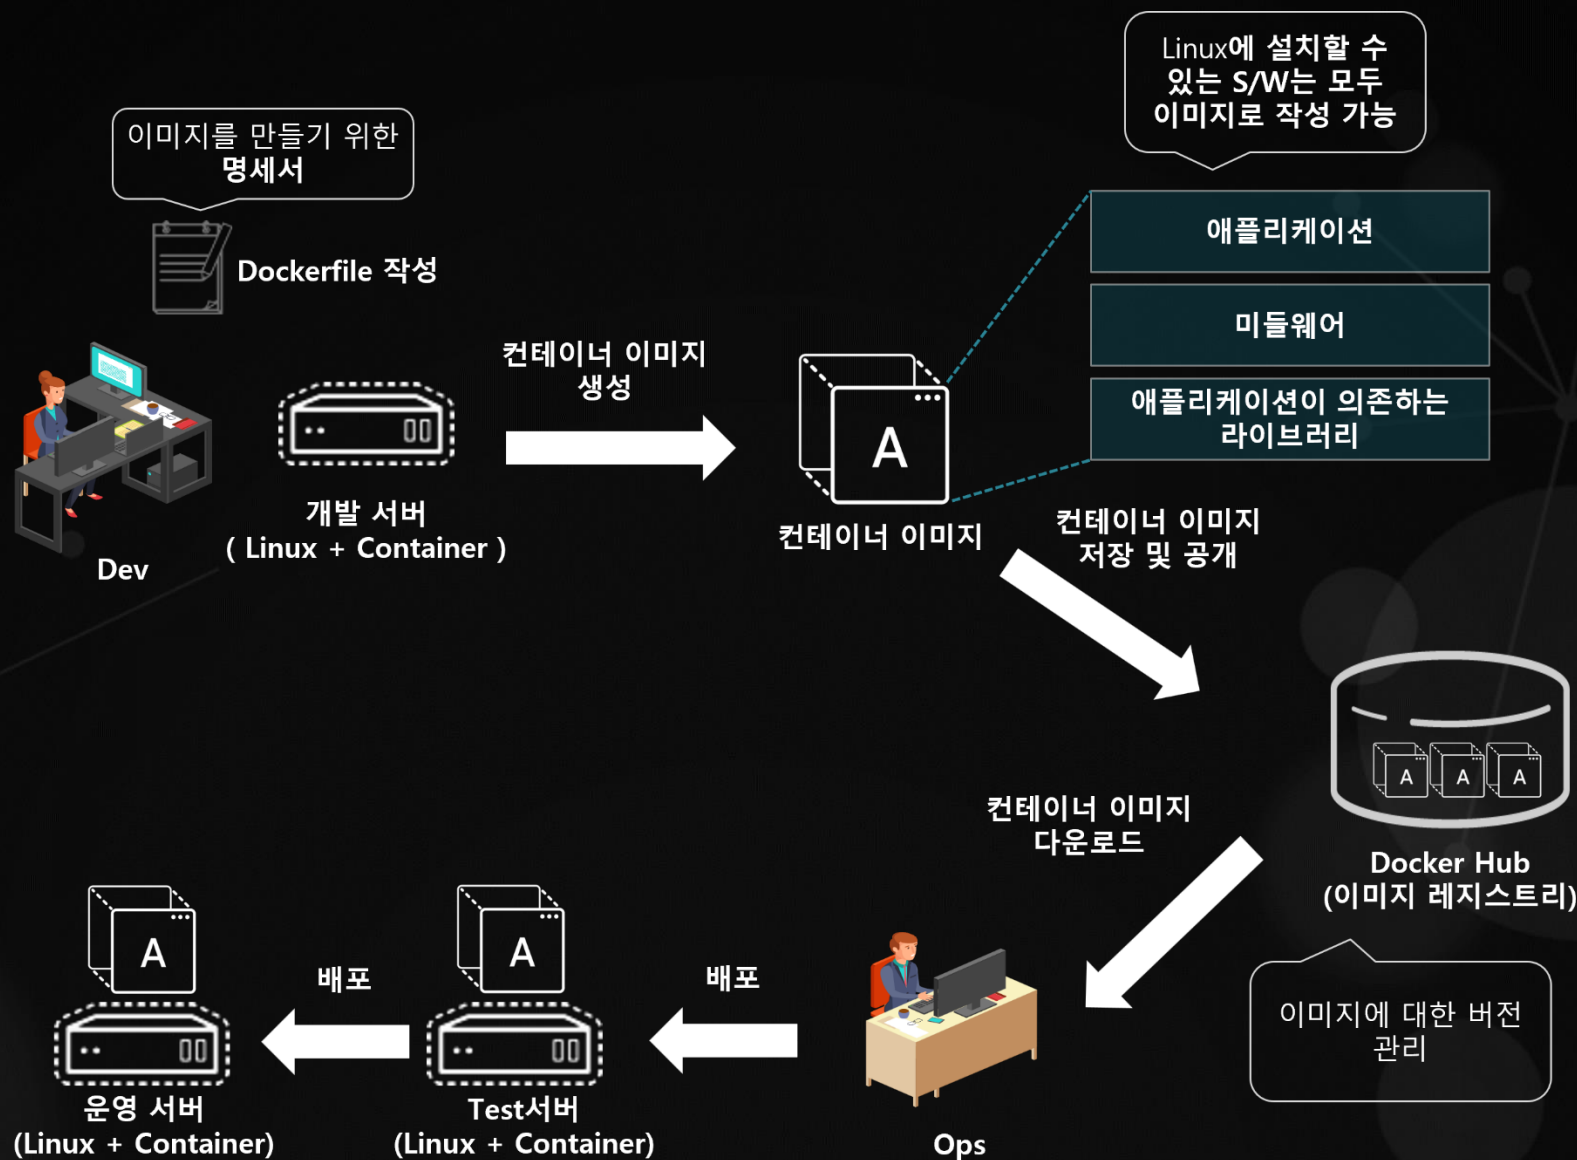 Linux에 설치할 수
있는 S/W는 모두
이미지로 작성 가능
이미지를 만들기 위한
명세서
Dockerfile 작성
애플리케이션
미들웨어
애플리케이션이 의존하는
라이브러리
컨테이너 이미지
생성
A
개발 서버
( Linux + Container )
Dev
컨테이너 이미지
컨테이너 이미지
저장 및 공개
A A A
Docker Hub
(이미지 레지스트리)
이미지에 대한 버전
관리
컨테이너 이미지
다운로드
Ops
배포
A
Test서버
(Linux + Container)
배포
A
운영 서버
(Linux + Container)